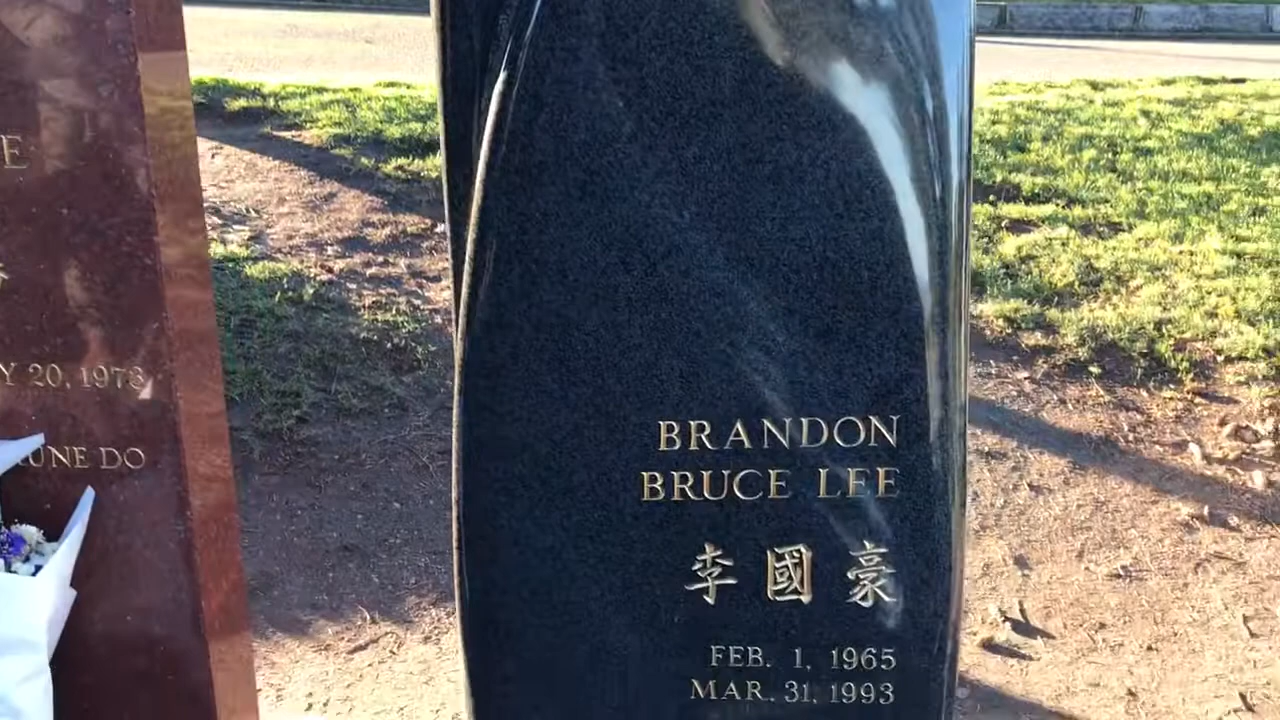 E
Y 20, 1973
UNE DO
BRANDON
BRUCE LEE
李國豪
FEB. 1, 1965
MAR. 31, 1993